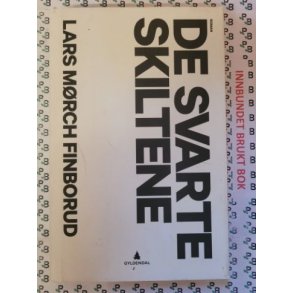 ROMAN
DE SVARTE
SKILTENE
LARS MØRCH FINBORUD
GYLDENDAL
INNBUNDET BRUKT BOK